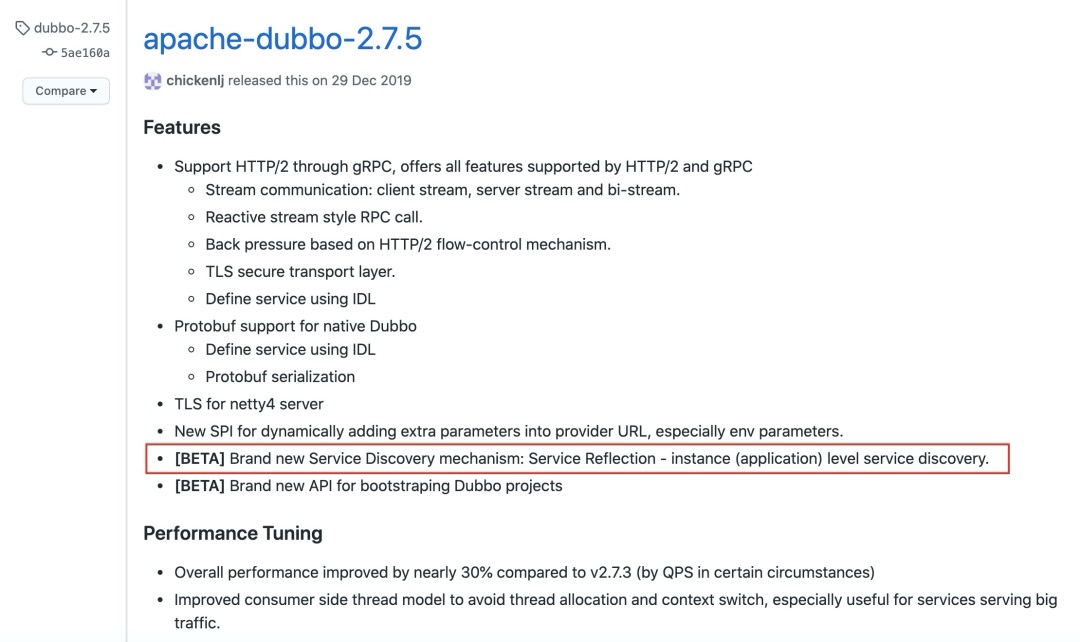 dubbo-2.7.5
5ae160a
Compare
apache-dubbo-2.7.5
chickenlj released this on 29 Dec 2019
Features
• Support HTTP/2 through gRPC, offers all features supported by HTTP/2 and gRPC
◦ Stream communication: client stream, server stream and bi-stream.
◦ Reactive stream style RPC call.
◦ Back pressure based on HTTP/2 flow-control mechanism.
◦ TLS secure transport layer.
◦ Define service using IDL
• Protobuf support for native Dubbo
◦ Define service using IDL
◦ Protobuf serialization
• TLS for netty4 server
• New SPI for dynamically adding extra parameters into provider URL, especially env parameters.
• [BETA] Brand new Service Discovery mechanism: Service Reflection - instance (application) level service discovery.
• [BETA] Brand new API for bootstraping Dubbo projects
Performance Tuning
• Overall performance improved by nearly 30% compared to v2.7.3 (by QPS in certain circumstances)
• Improved consumer side thread model to avoid thread allocation and context switch, especially useful for services serving big
traffic.